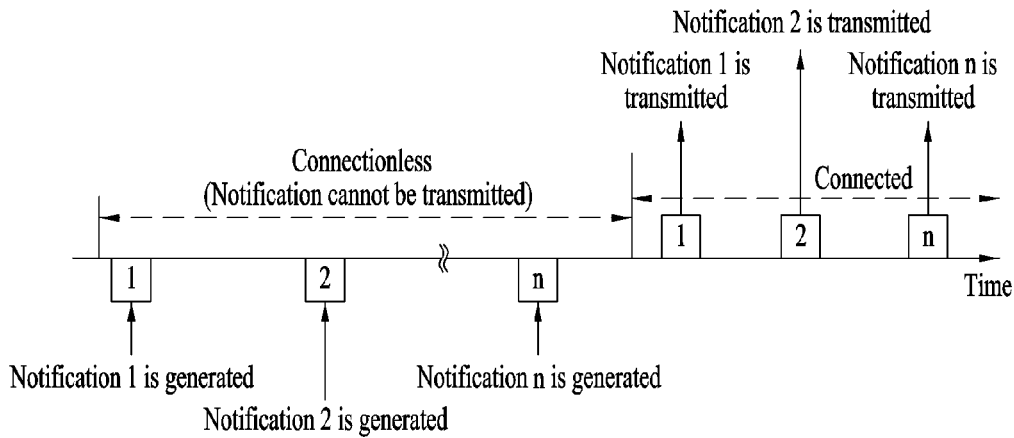 Notification 2 is transmitted
Notification 1 is
transmitted
Notification n is
transmitted
Connectionless
(Notification cannot be transmitted)
Connected
1
2
n
1
2
n
Time
Notification 1 is generated
Notification n is generated
Notification 2 is generated